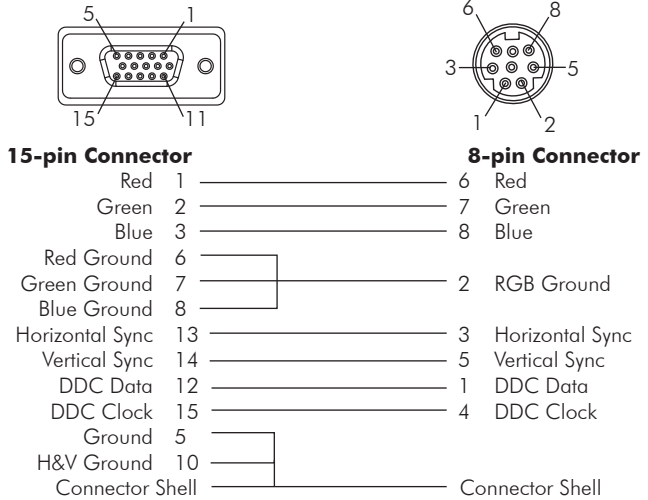 5 1 6 8
3 5
15 11 1 2
15-pin Connector 8-pin Connector
Red 1 6 Red
Green 2 7 Green
Blue 3 8 Blue
Red Ground 6
Green Ground 7 2 RGB Ground
Blue Ground 8
Horizontal Sync 13 3 Horizontal Sync
Vertical Sync 14 5 Vertical Sync
DDC Data 12 1 DDC Data
DDC Clock 15 4 DDC Clock
Ground 5
H&V Ground 10
Connector Shell Connector Shell